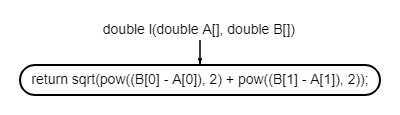 double l(double A[], double B[])
return sqrt(pow((B[0] - A[0]), 2) + pow((B[1] - A[1]), 2));